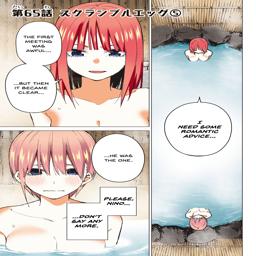 第65話 スクランブルエッグ⑤
THE FIRST
MEETING
WAS
AWFUL...
...BUT THEN
IT BECAME
CLEAR...
I
NEED SOME
ROMANTIC
ADVICE...
...HE WAS
THE ONE.
PLEASE,
NINO...
...DON'T
SAY ANY
MORE.